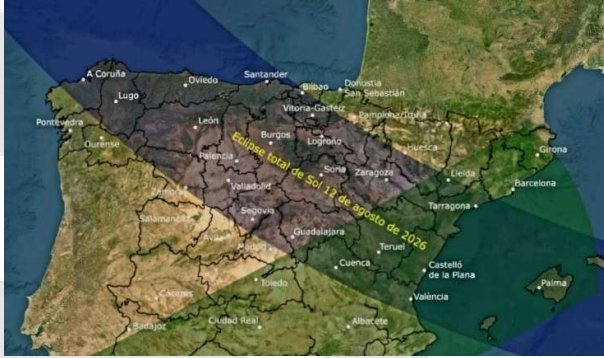 A Coruña
Oviedo
Santander
Bilbao
Donostia
San Sebastián
Lugo
Vitoria-Gasteiz
Pamplona/Iruña
Pontevedra
León
Ourense
Burgos
Logroño
Huesca
Girona
Palencia
Eclipse total de Sol 12 de agosto de 2026
Soria
Zaragoza
Lleida
Barcelona
Zamora
Valladolid
Tarragona
Salamanca
Segovia
Guadalajara
Ávila
Madrid
Teruel
Cuenca
Castelló
de la Plana
Toledo
Palma
Cáceres
València
Badajoz
Ciudad Real
Albacete